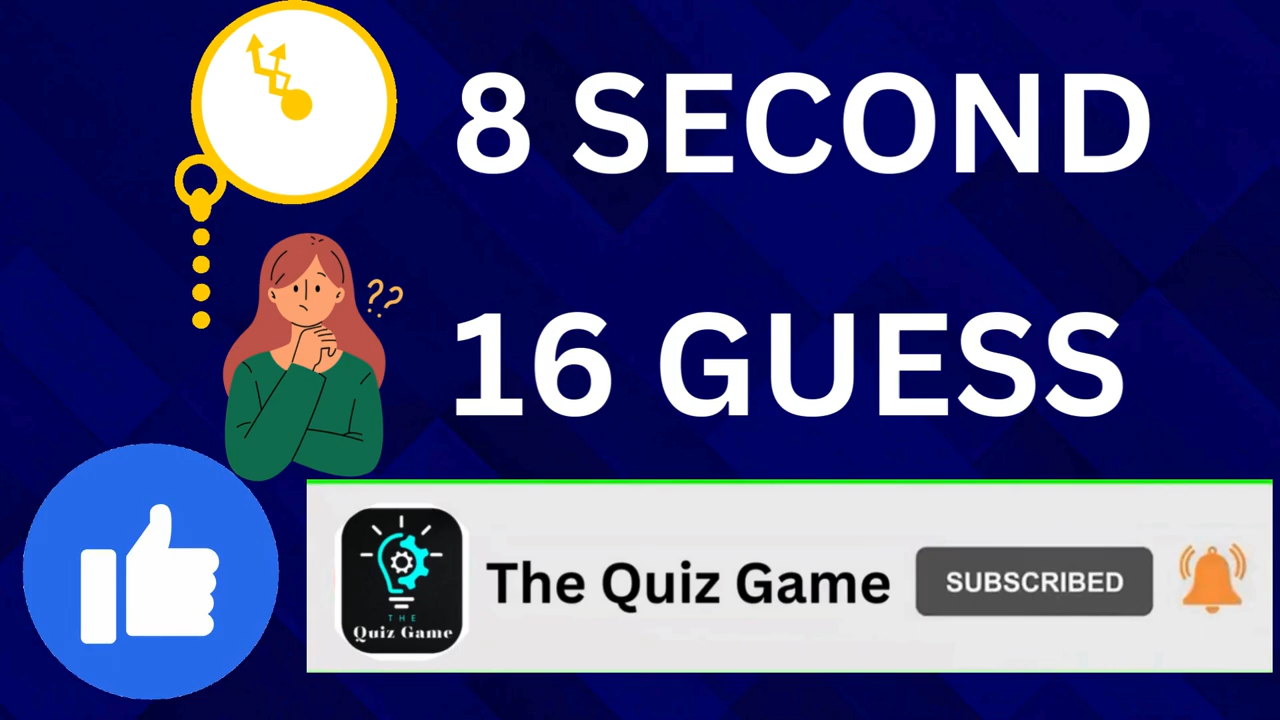 8 SECOND
??
16 GUESS
THE
Quiz Game
The Quiz Game
SUBSCRIBED